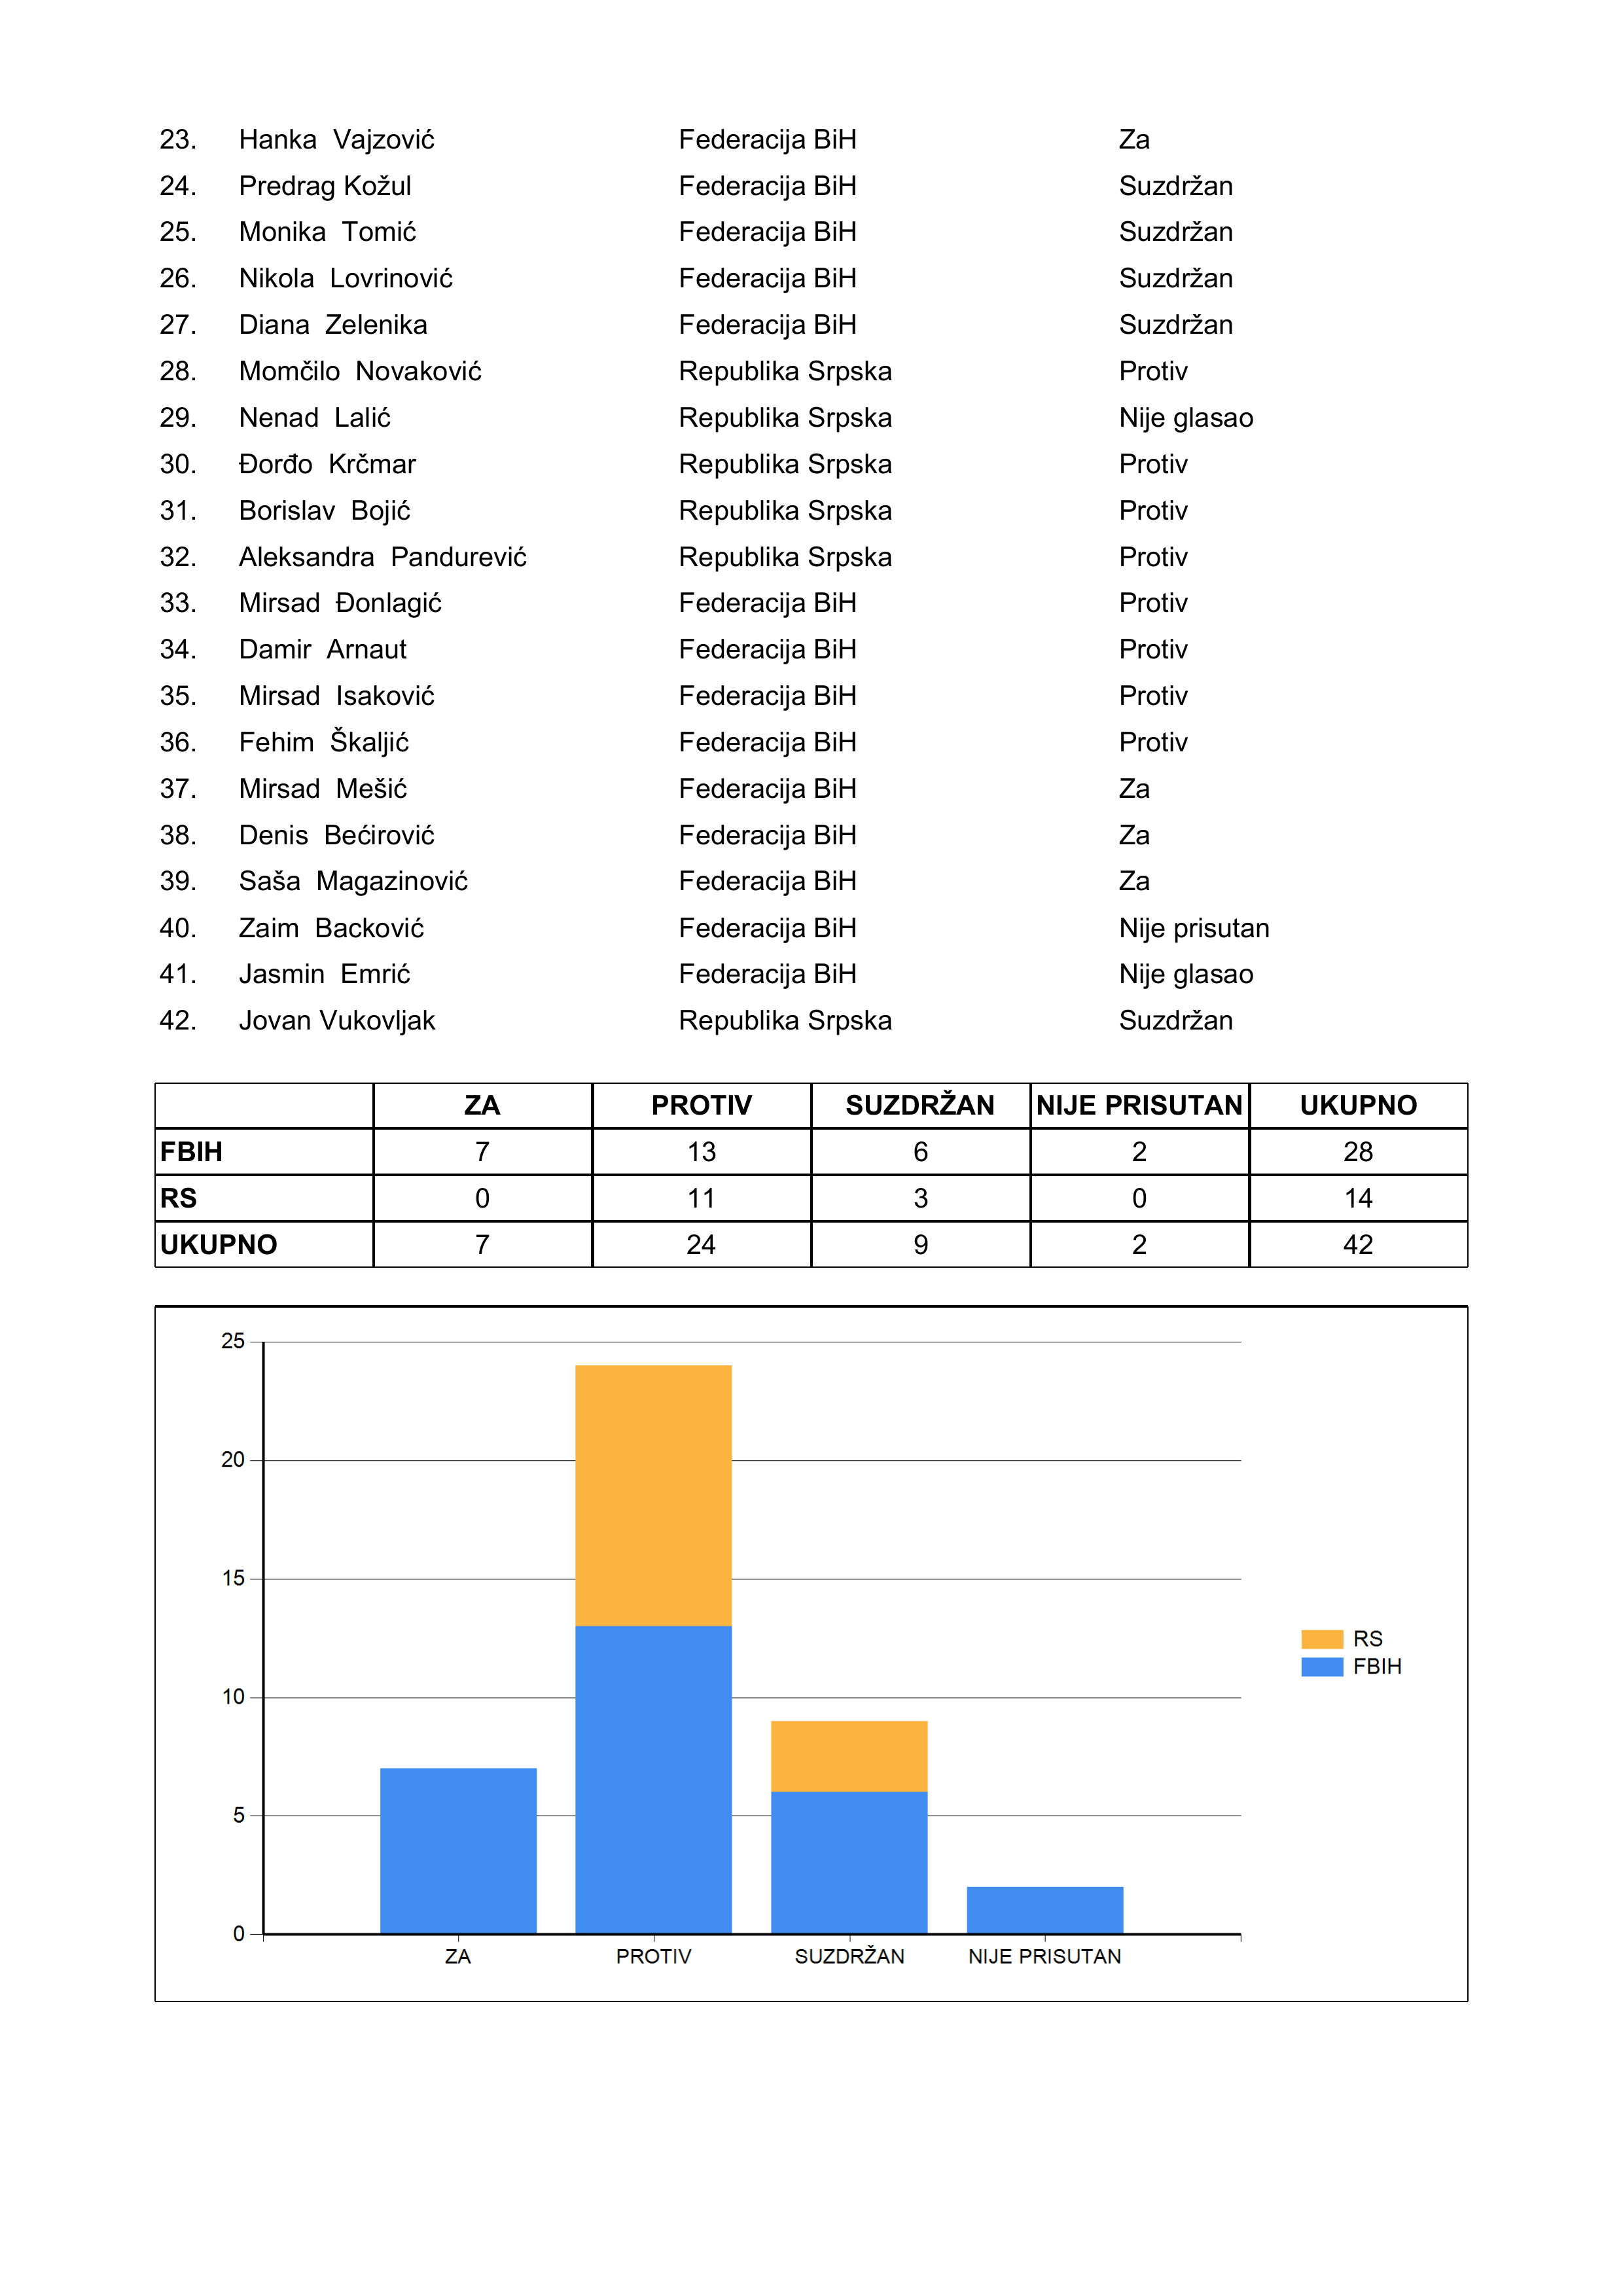 23. Hanka Vajzović Federacija BiH Za
24. Predrag Kožul Federacija BiH Suzdržan
25. Monika Tomić Federacija BiH Suzdržan
26. Nikola Lovrinović Federacija BiH Suzdržan
27. Diana Zelenika Federacija BiH Suzdržan
28. Momčilo Novaković Republika Srpska Protiv
29. Nenad Lalić Republika Srpska Nije glasao
30. Đorđo Krčmar Republika Srpska Protiv
31. Borislav Bojić Republika Srpska Protiv
32. Aleksandra Pandurević Republika Srpska Protiv
33. Mirsad Đonlagić Federacija BiH Protiv
34. Damir Arnaut Federacija BiH Protiv
35. Mirsad Isaković Federacija BiH Protiv
36. Fehim Škaljić Federacija BiH Protiv
37. Mirsad Mešić Federacija BiH Za
38. Denis Bećirović Federacija BiH Za
39. Saša Magazinović Federacija BiH Za
40. Zaim Backović Federacija BiH Nije prisutan
41. Jasmin Emrić Federacija BiH Nije glasao
42. Jovan Vukovljak Republika Srpska Suzdržan
ZA PROTIV SUZDRŽAN NIJE PRISUTAN UKUPNO
FBIH 7 13 6 2 28
RS 0 11 3 0 14
UKUPNO 7 24 9 2 42
25
20
15
10
5
0
ZA PROTIV SUZDRŽAN NIJE PRISUTAN
RS
FBIH